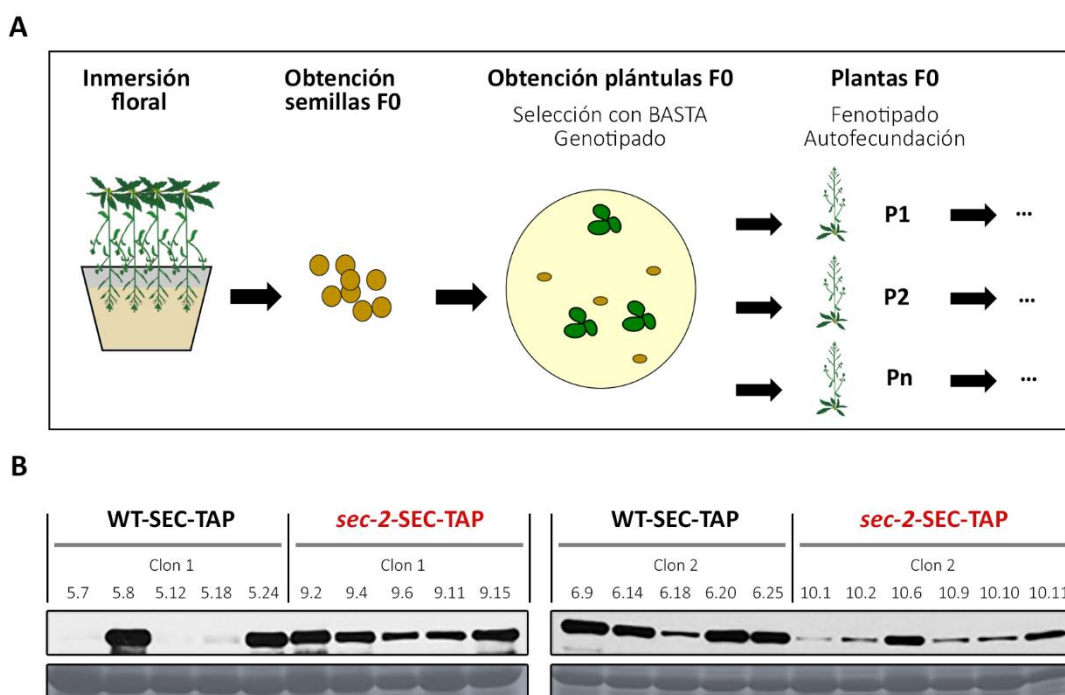 A
Inmersión floral
Obtención semillas F0
Obtención plántulas F0
Selección con BASTA
Genotipado
Plantas F0
Fenotipado
Autofecundación
P1
...
P2
...
Pn
...
B
WT-SEC-TAP
sec-2-SEC-TAP
WT-SEC-TAP
sec-2-SEC-TAP
Clon 1
Clon 1
Clon 2
Clon 2
5.7 5.8 5.12 5.18 5.24 9.2 9.4 9.6 9.11 9.15
6.9 6.14 6.18 6.20 6.25 10.1 10.2 10.6 10.9 10.10 10.11